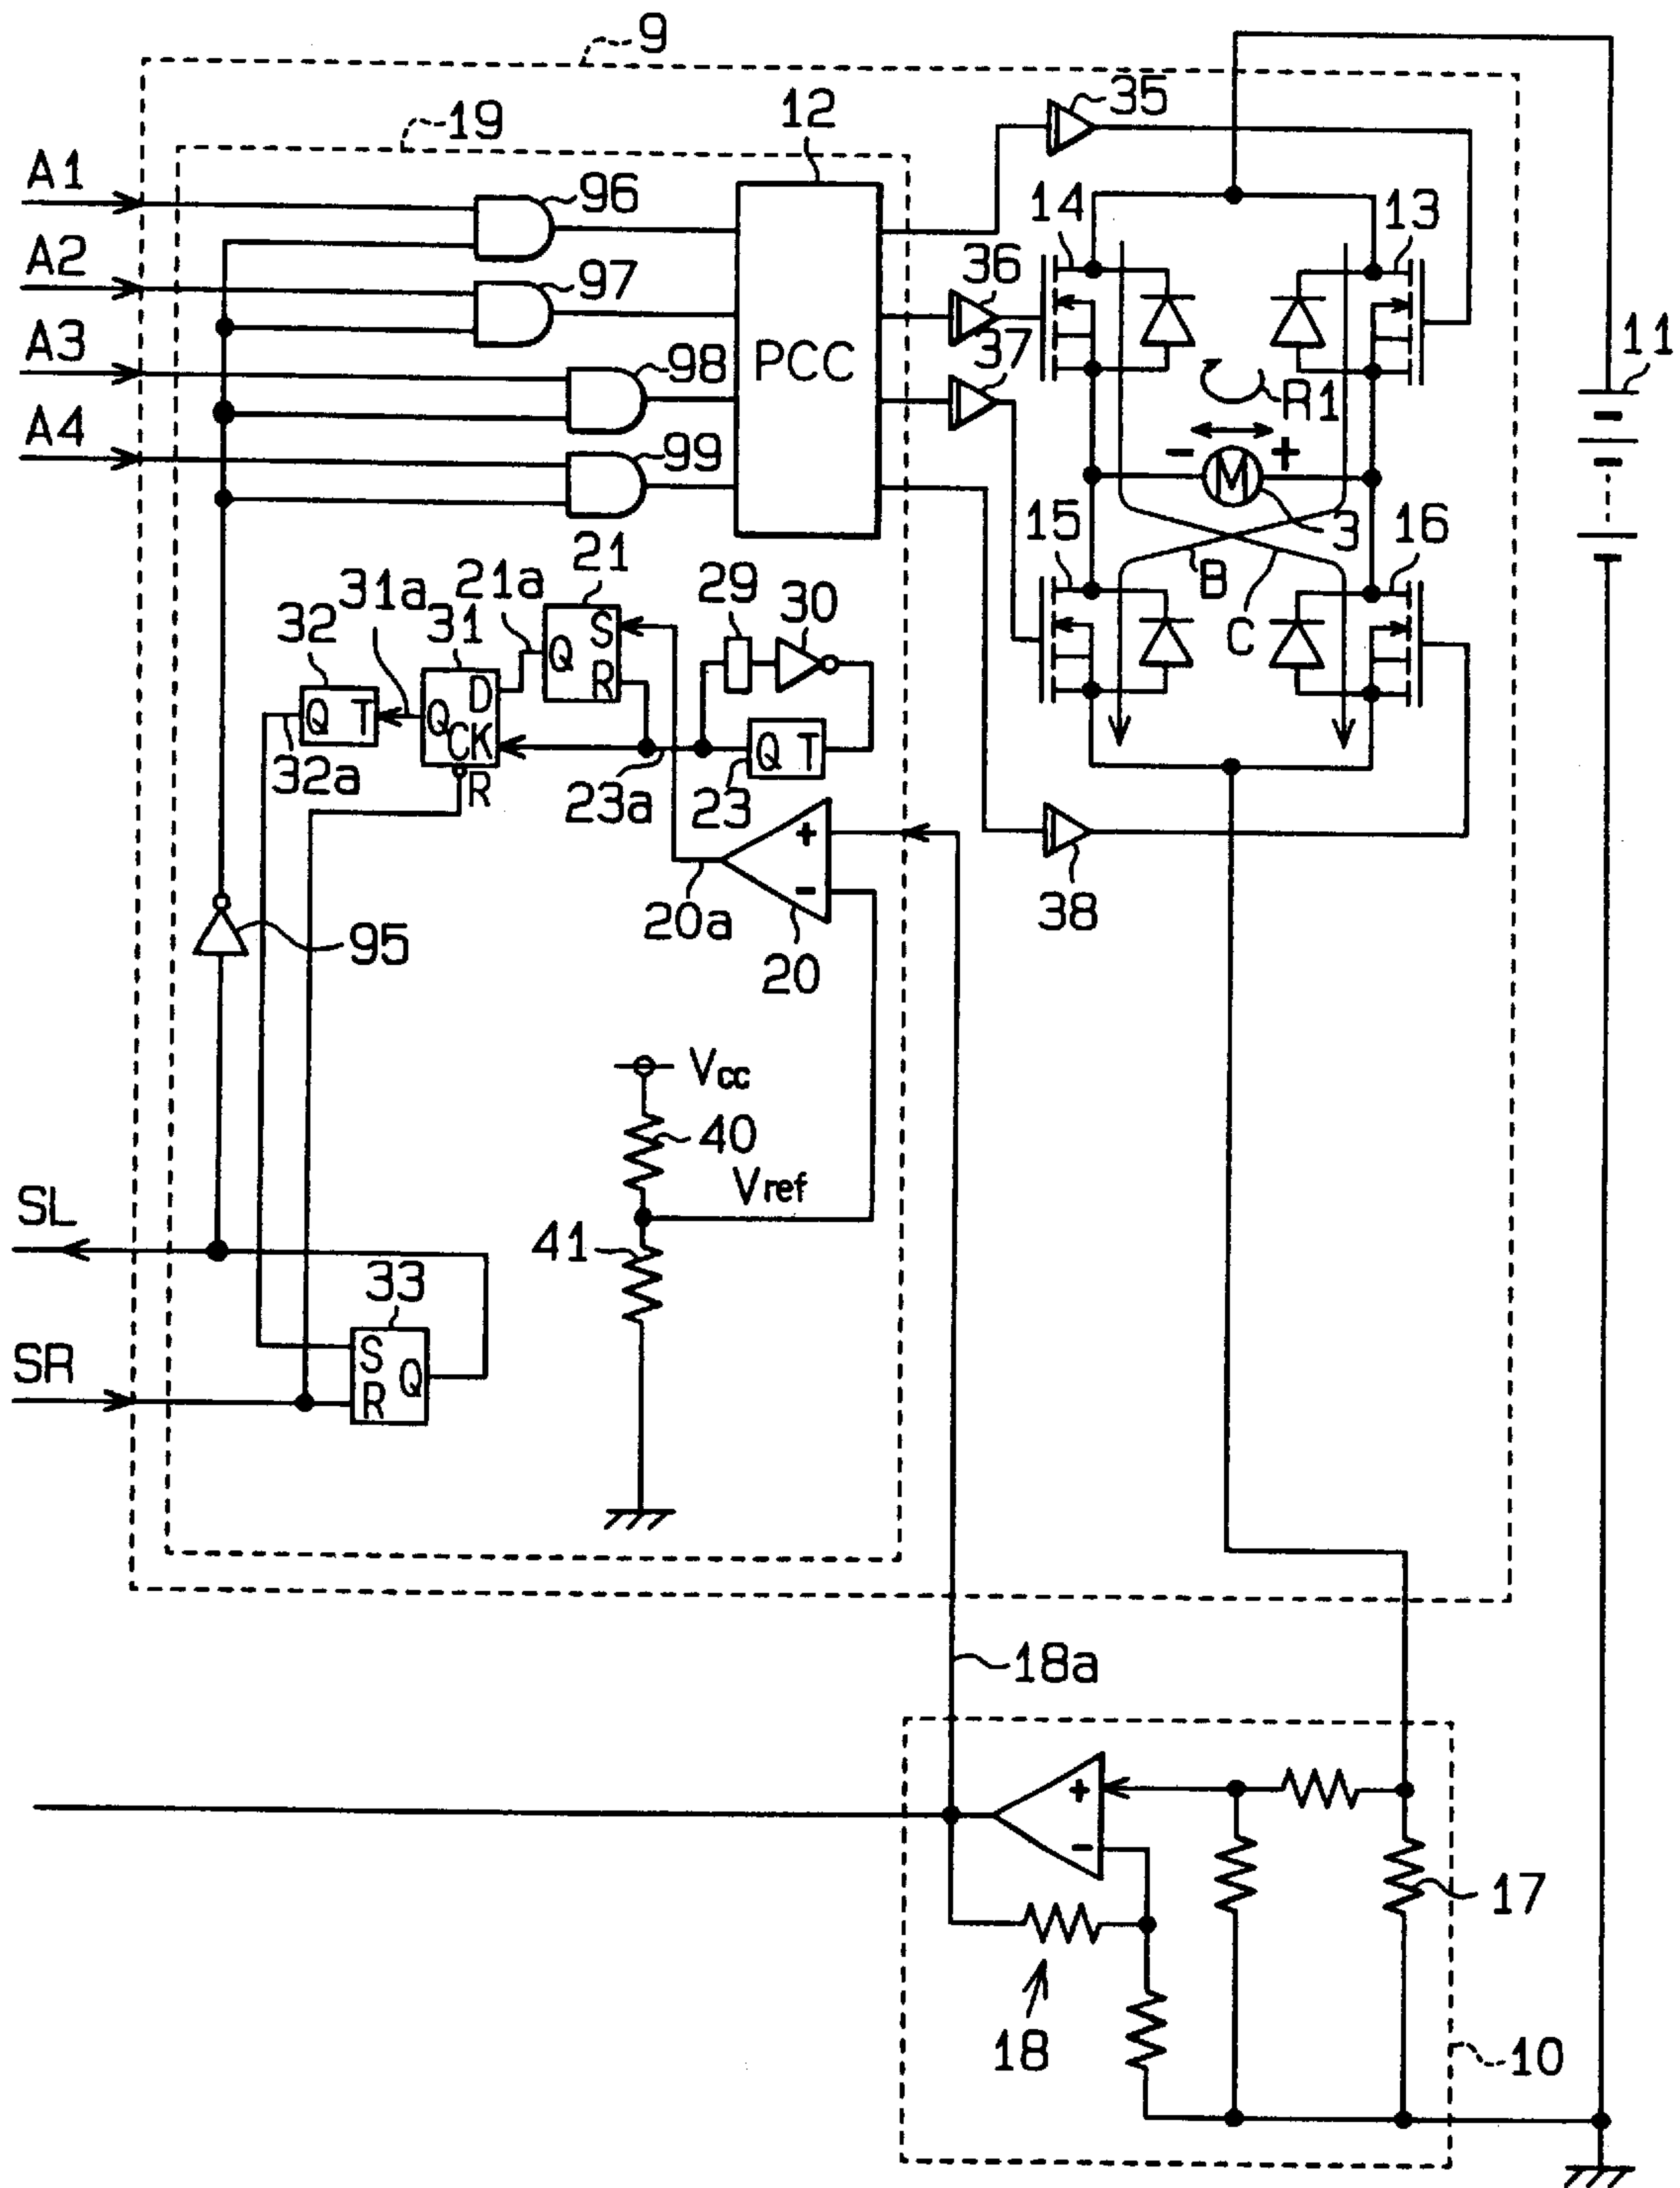 9
19
12
35
A1
96
14
13
A2
97
36
11
A3
98
PCC
37
R1
A4
99
- M +
3
15
16
21
B
C
21a
29
30
31a
31
32
Q S
R
D
Q
CK
R
Q T
Q T
32a
23a
23
+
-
20a
20
38
95
Vcc
40
Vref
SL
41
33
S
Q
R
SR
18a
+
-
17
18
10